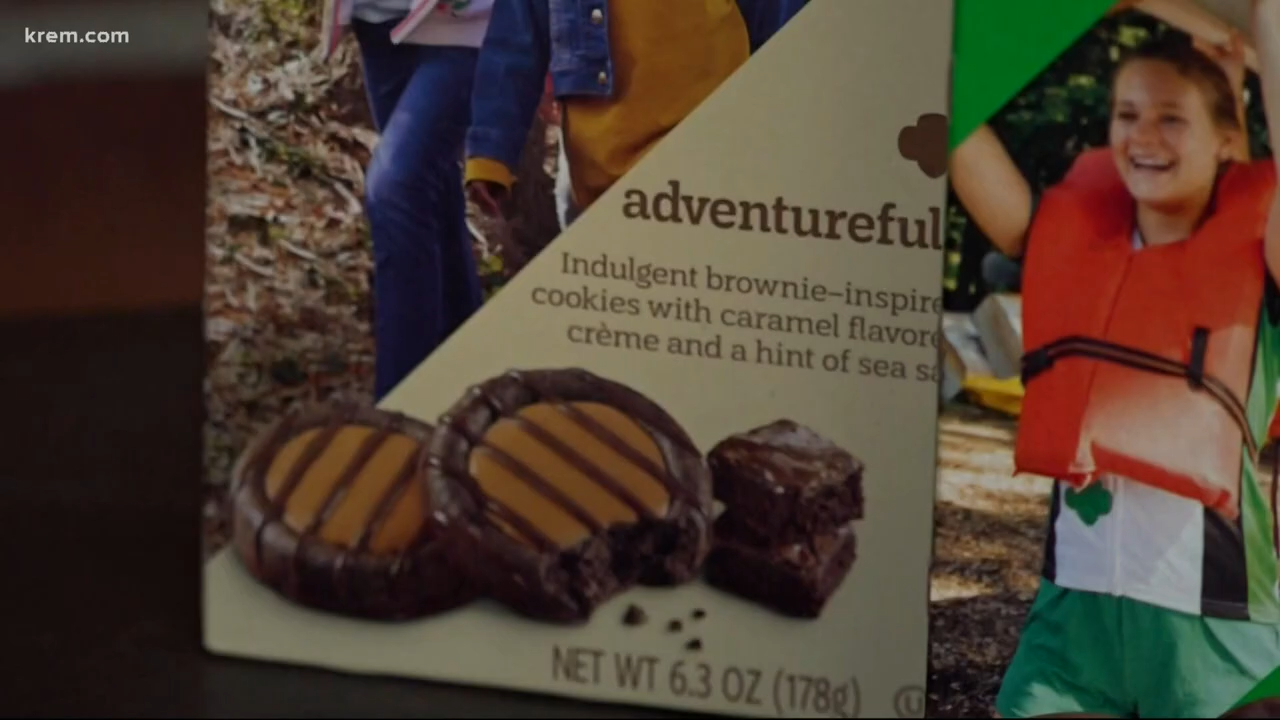 krem.com
adventureful
Indulgent brownie-inspire
cookies with caramel flavore
crème and a hint of sea sa
NET WT 6.3 OZ (178g)
U